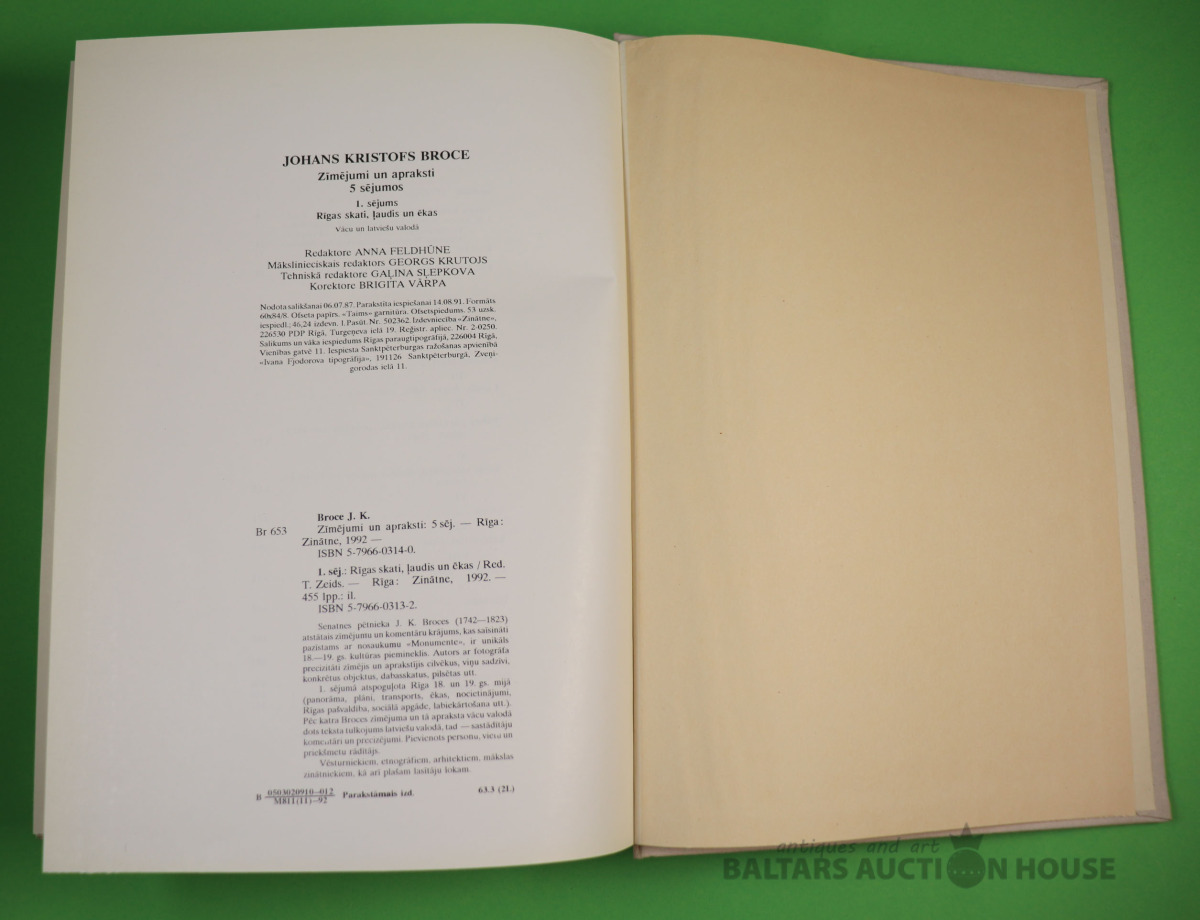 JOHANS KRISTOFS BROCE
Zīmējumi un apraksti
5 sējumos
1. sējums
Rīgas skati, ļaudis un ēkas
Vācu un latviešu valodā
Redaktore ANNA FELDHŪNE
Mākslinieciskais redaktors GEORGS KRUTOJS
Tehniskā redaktore GAĻINA SĻEPKOVA
Korektore BRIGITA VĀRPA
Nodota salikšanai 06.07.87. Parakstīta iespiešanai 14.08.91. Formāts
60x84/8. Ofseta papīrs. «Taims» garnitūra. Ofsetspiedums. 53 uzsk.
iespiedl.; 46,24 izdevn. l. Pasūt. Nr. 502362. Izdevniecība «Zinātne»,
226530 PDP Rīgā, Turgeņeva ielā 19. Reģistr. apliec. Nr. 2-0250.
Salikums un vāka iespiedums Rīgas paraugtipogrāfijā, 226004 Rīgā,
Vienības gatvē 11. Iespiesta Sanktpēterburgas ražošanas apvienībā
«Ivana Fjodorova tipogrāfija», 191126 Sanktpēterburgā, Zveņi-
gorodas ielā 11.
Broce J. K.
Br 653 Zīmējumi un apraksti: 5 sēj. — Rīga:
Zinātne, 1992 —
ISBN 5-7966-0314-0.
1. sēj.: Rīgas skati, ļaudis un ēkas / Red.
T. Zeids. — Rīga: Zinātne, 1992. —
455 lpp.: il.
ISBN 5-7966-0313-2.
Senatnes pētnieka J. K. Broces (1742—1823)
atstātais zīmējumu un komentāru krājums, kas saīsināti
pazīstams ar nosaukumu «Monumente», ir unikāls
18.—19. gs. kultūras piemineklis. Autors ar fotogrāfa
precizitāti zīmējis un aprakstījis cilvēkus, viņu sadzīvi,
konkrētus objektus, dabasskatus, pilsētas utt.
1. sējumā atspoguļota Rīga 18. un 19. gs. mijā
(panorāma, plāni, transports, ēkas, nocietinājumi,
Rīgas pašvaldība, sociālā apgāde, labiekārtošana utt.).
Pēc katra Broces zīmējuma un tā apraksta vācu valodā
dots teksta tulkojums latviešu valodā, tad — sastādītāju
komentāri un precizējumi. Pievienots personu, vietu un
priekšmetu rādītājs.
Vēsturniekiem, etnogrāfiem, arhitektiem, mākslas
zinātniekiem, kā arī plašam lasītāju lokam.
B 0503020910—012 Parakstāmais izd. 63.3 (2L)
M811(11)—92
antiques and art
BALTARS AUCTION HOUSE